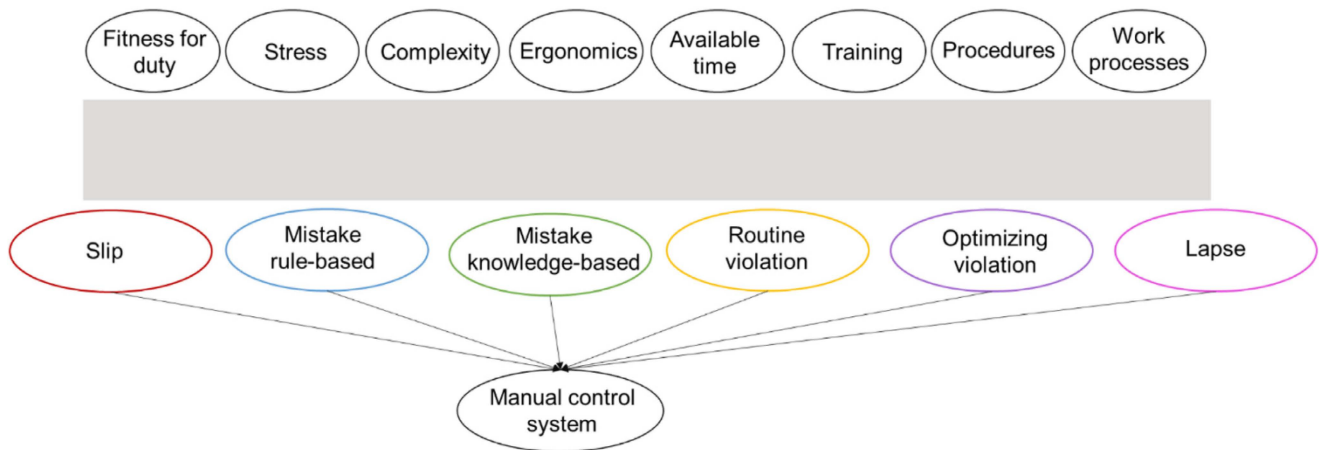 Fitness for
duty
Stress
Complexity
Ergonomics
Available
time
Training
Procedures
Work
processes
Slip
Mistake
rule-based
Mistake
knowledge-based
Routine
violation
Optimizing
violation
Lapse
Manual control
system